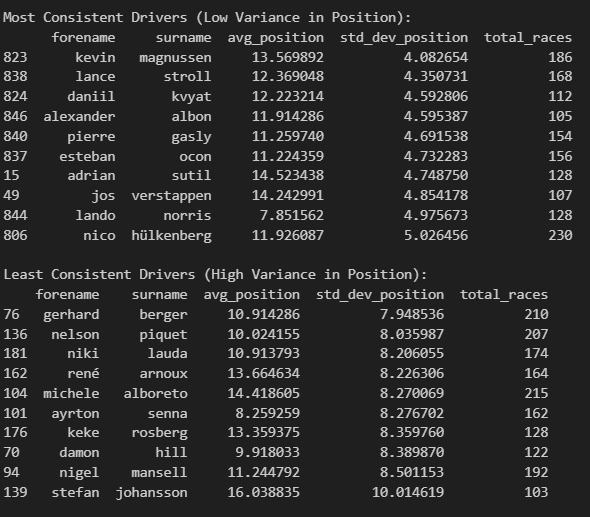 Most Consistent Drivers (Low Variance in Position):
forename surname avg_position std_dev_position total_races
823 kevin magnussen 13.569892 4.082654 186
838 lance stroll 12.369048 4.350731 168
824 daniil kvyat 12.223214 4.592806 112
846 alexander albon 11.914286 4.595387 105
840 pierre gasly 11.259740 4.691538 154
837 esteban ocon 11.224359 4.732283 156
15 adrian sutil 14.523438 4.748750 128
49 jos verstappen 14.242991 4.854178 107
844 lando norris 7.851562 4.975673 128
806 nico hülkenberg 11.926087 5.026456 230
Least Consistent Drivers (High Variance in Position):
forename surname avg_position std_dev_position total_races
76 gerhard berger 10.914286 7.948536 210
136 nelson piquet 10.024155 8.035987 207
181 niki lauda 10.913793 8.206055 174
162 rené arnoux 13.664634 8.226306 164
104 michele alboreto 14.418605 8.270069 215
101 ayrton senna 8.259259 8.276702 162
176 keke rosberg 13.359375 8.359760 128
70 damon hill 9.918033 8.389870 122
94 nigel mansell 11.244792 8.501153 192
139 stefan johansson 16.038835 10.014619 103